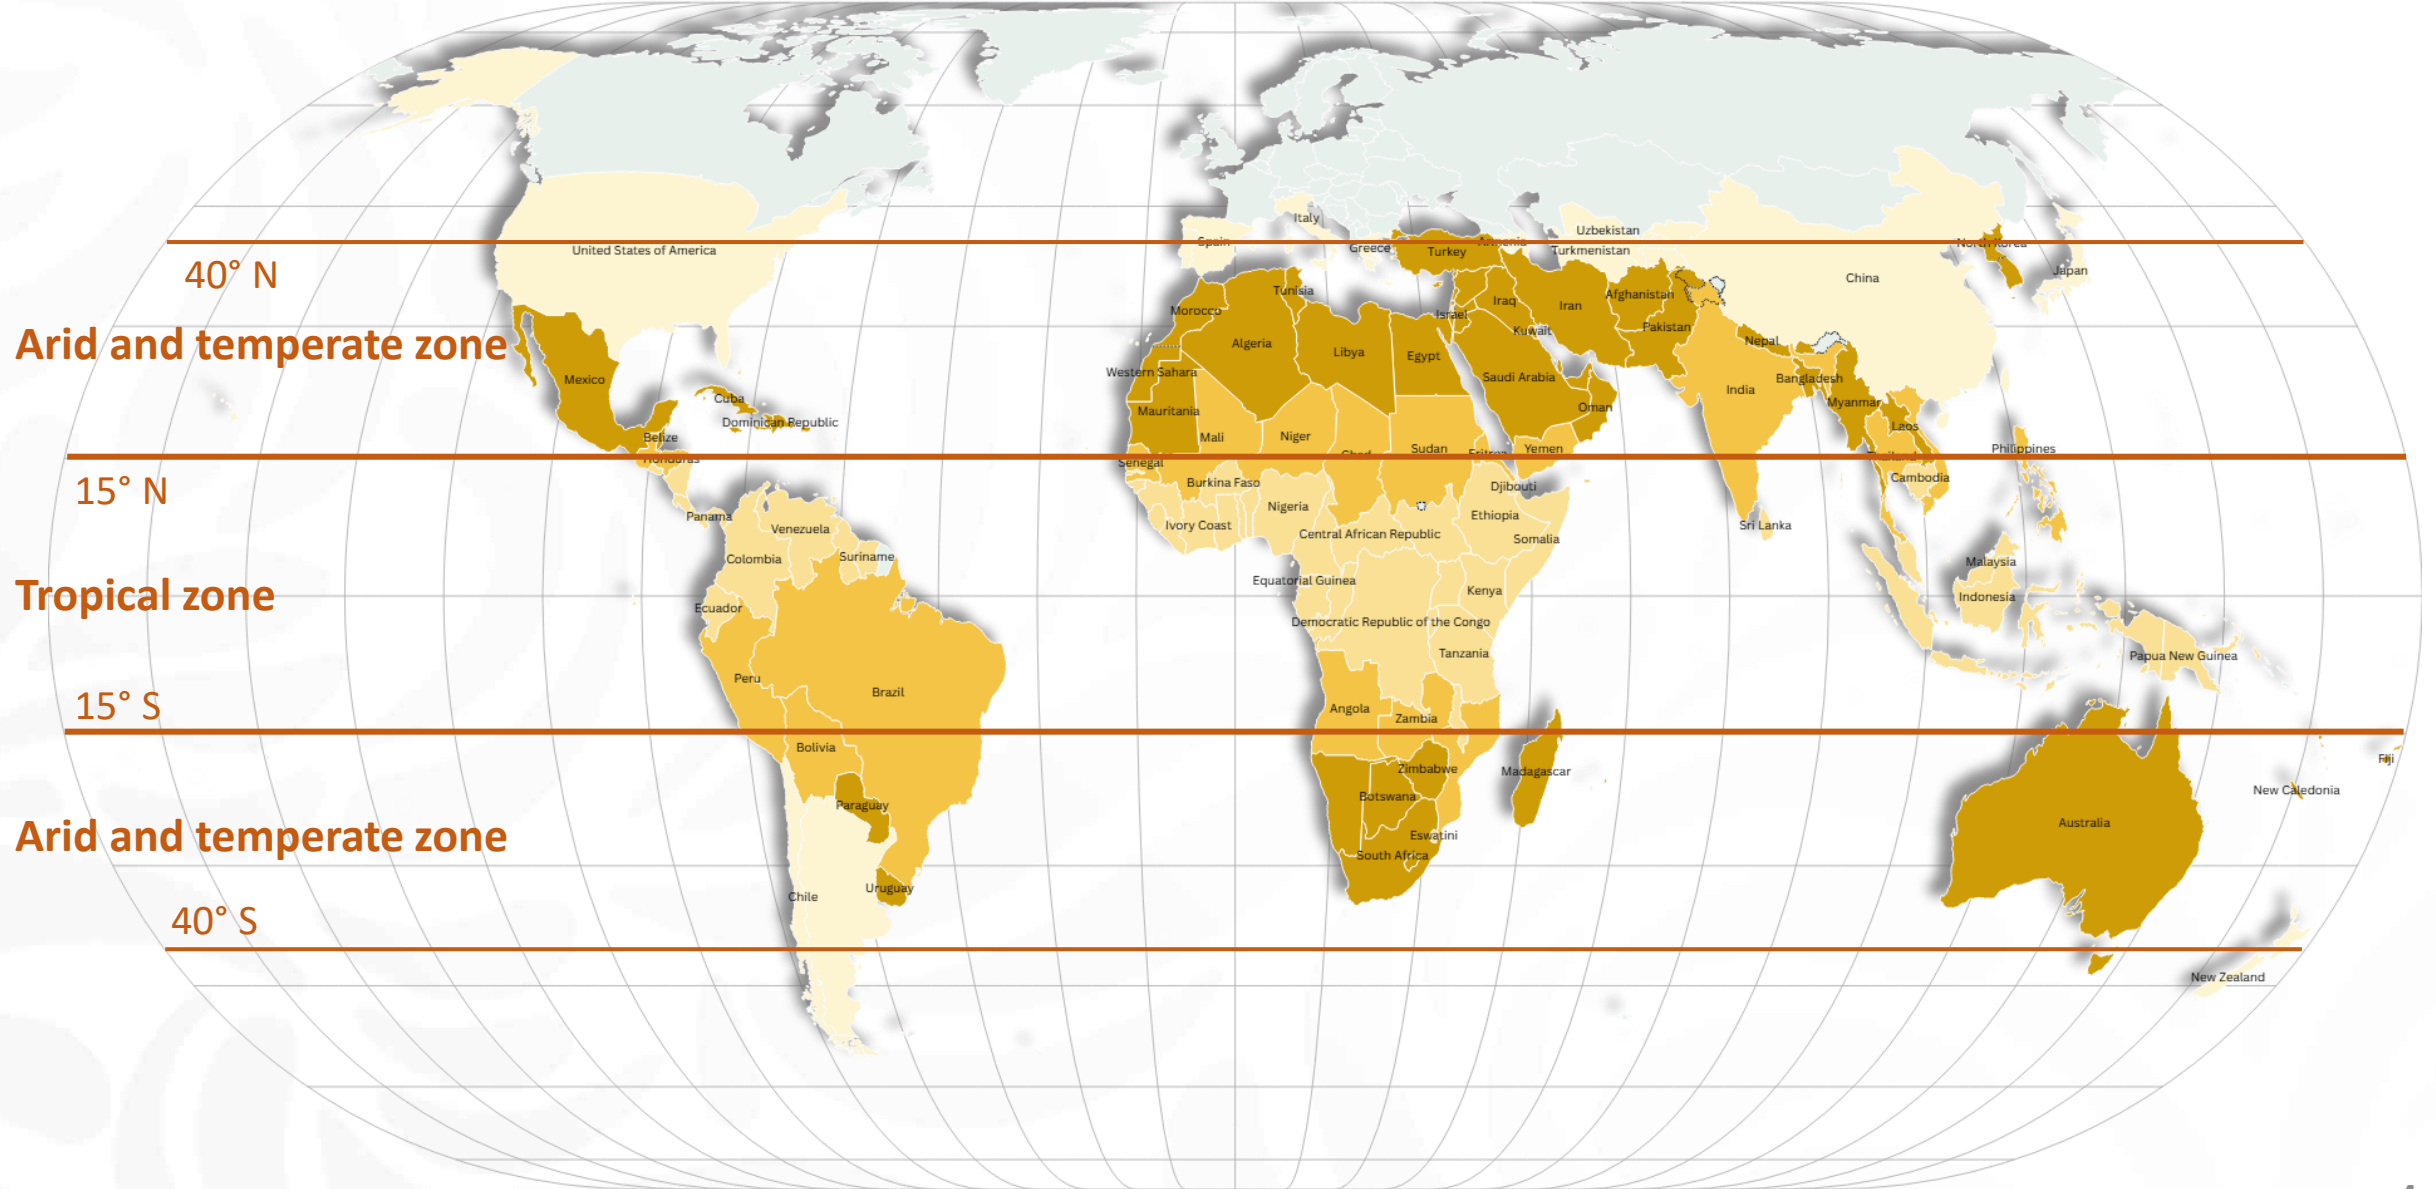 Italy
Uzbekistan
Spain
Armenia
North Korea
United States of America
Greece
Turkey
Turkmenistan
40° N
Japan
China
Tunisia
Iraq
Iran
Afghanistan
Morocco
Israel
Kuwait
Pakistan
Arid and temperate zone
Algeria
Libya
Egypt
Nepal
Mexico
Western Sahara
Saudi Arabia
India
Bangladesh
Cuba
Mauritania
Oman
Myanmar
Dominican Republic
Belize
Mali
Niger
Sudan
Yemen
Laos
Philippines
Honduras
Senegal
Chad
Eritrea
Thailand
15° N
Burkina Faso
Djibouti
Cambodia
Panama
Venezuela
Ivory Coast
Nigeria
Ethiopia
Sri Lanka
Central African Republic
Somalia
Colombia
Suriname
Malaysia
Equatorial Guinea
Kenya
Indonesia
Tropical zone
Ecuador
Democratic Republic of the Congo
Tanzania
Papua New Guinea
Peru
Brazil
15° S
Angola
Zambia
Bolivia
Fiji
Zimbabwe
Madagascar
Botswana
New Caledonia
Paraguay
Australia
Arid and temperate zone
Eswatini
South Africa
Uruguay
Chile
40° S
New Zealand